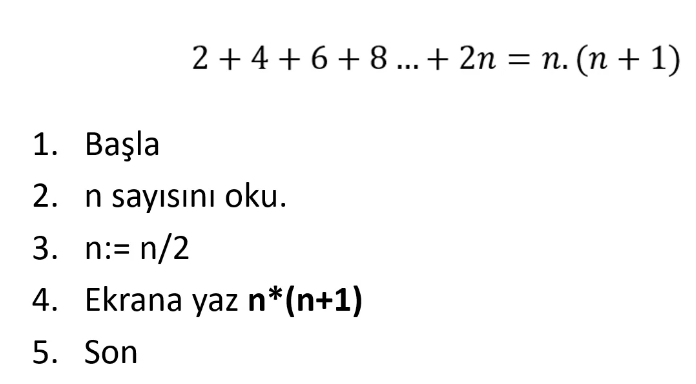 2 + 4 + 6 + 8 ... + 2n = n. (n + 1)
1. Başla
2. n sayısını oku.
3. n:= n/2
4. Ekrana yaz n*(n+1)
5. Son